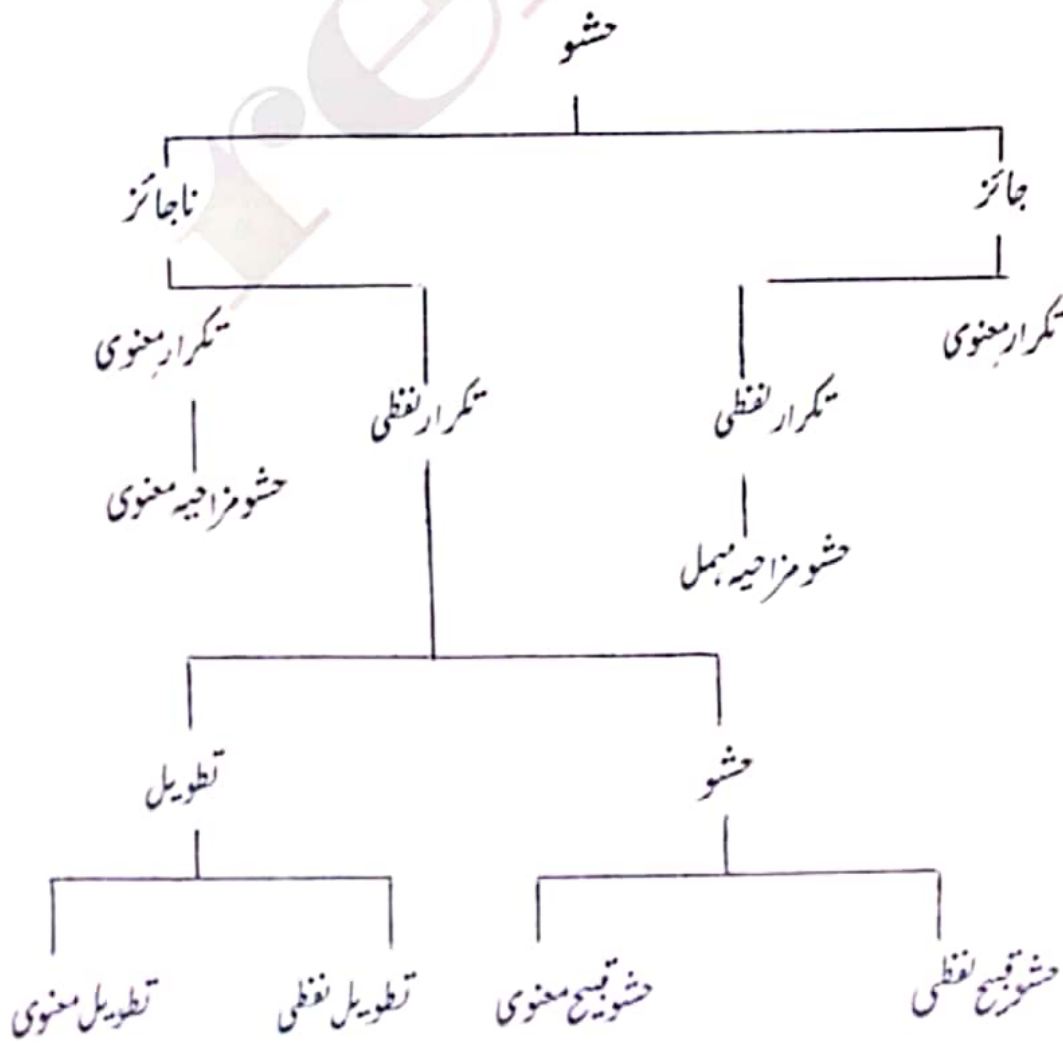 حشو
جائز
ناجائز
تکرار معنوی
تکرار لفظی
تکرار لفظی
تکرار معنوی
حشو مزاحیہ مہمل
حشو مزاحیہ معنوی
حشو
تطویل
حشو قبیح لفظی
حشو قبیح معنوی
تطویل لفظی
تطویل معنوی